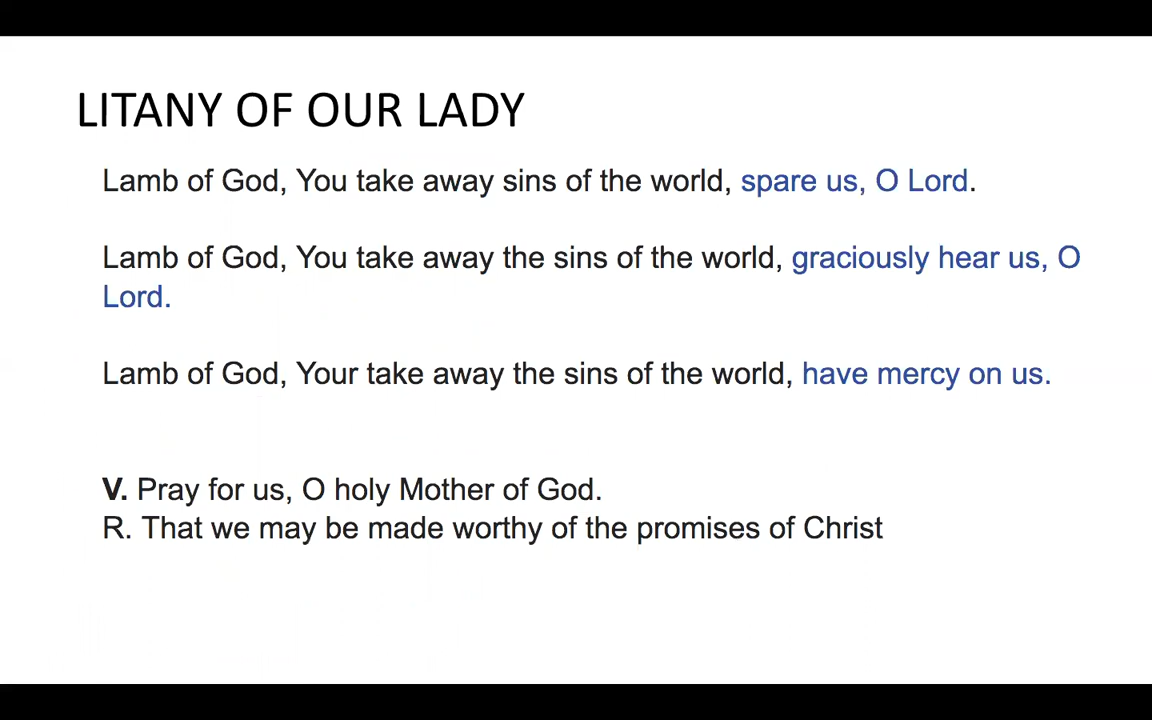 LITANY OF OUR LADY
Lamb of God, You take away sins of the world, spare us, O Lord.
Lamb of God, You take away the sins of the world, graciously hear us, O
Lord.
Lamb of God, Your take away the sins of the world, have mercy on us.
V. Pray for us, O holy Mother of God.
R. That we may be made worthy of the promises of Christ